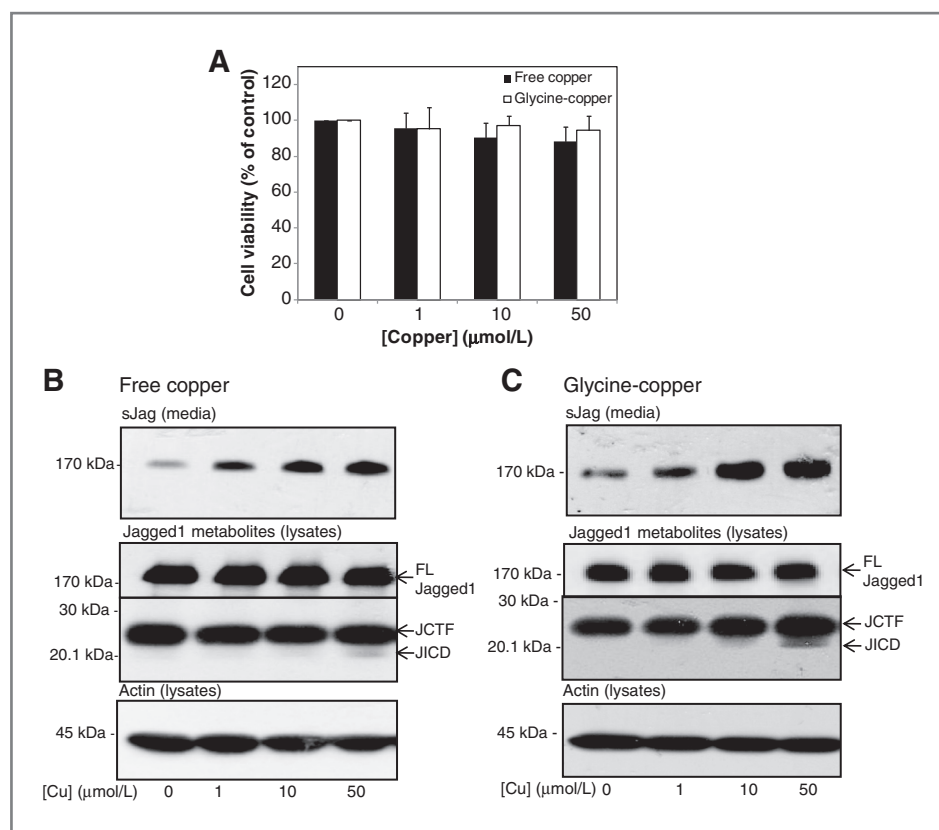 A
Cell viability (% of control)
120
100
80
60
40
20
0
Free copper
Glycine-copper
0 1 10 50
[Copper] (μmol/L)
B Free copper
sJag (media)
170 kDa-
Jagged1 metabolites (lysates)
170 kDa-
FL
Jagged1
30 kDa -
JCTF
20.1 kDa-
JICD
Actin (lysates)
45 kDa -
[Cu] (μmol/L) 0 1 10 50
C Glycine-copper
sJag (media)
170 kDa -
Jagged1 metabolites (lysates)
170 kDa -
FL
Jagged1
30 kDa -
JCTF
20.1 kDa -
JICD
Actin (lysates)
45 kDa -
[Cu] (μmol/L) 0 1 10 50